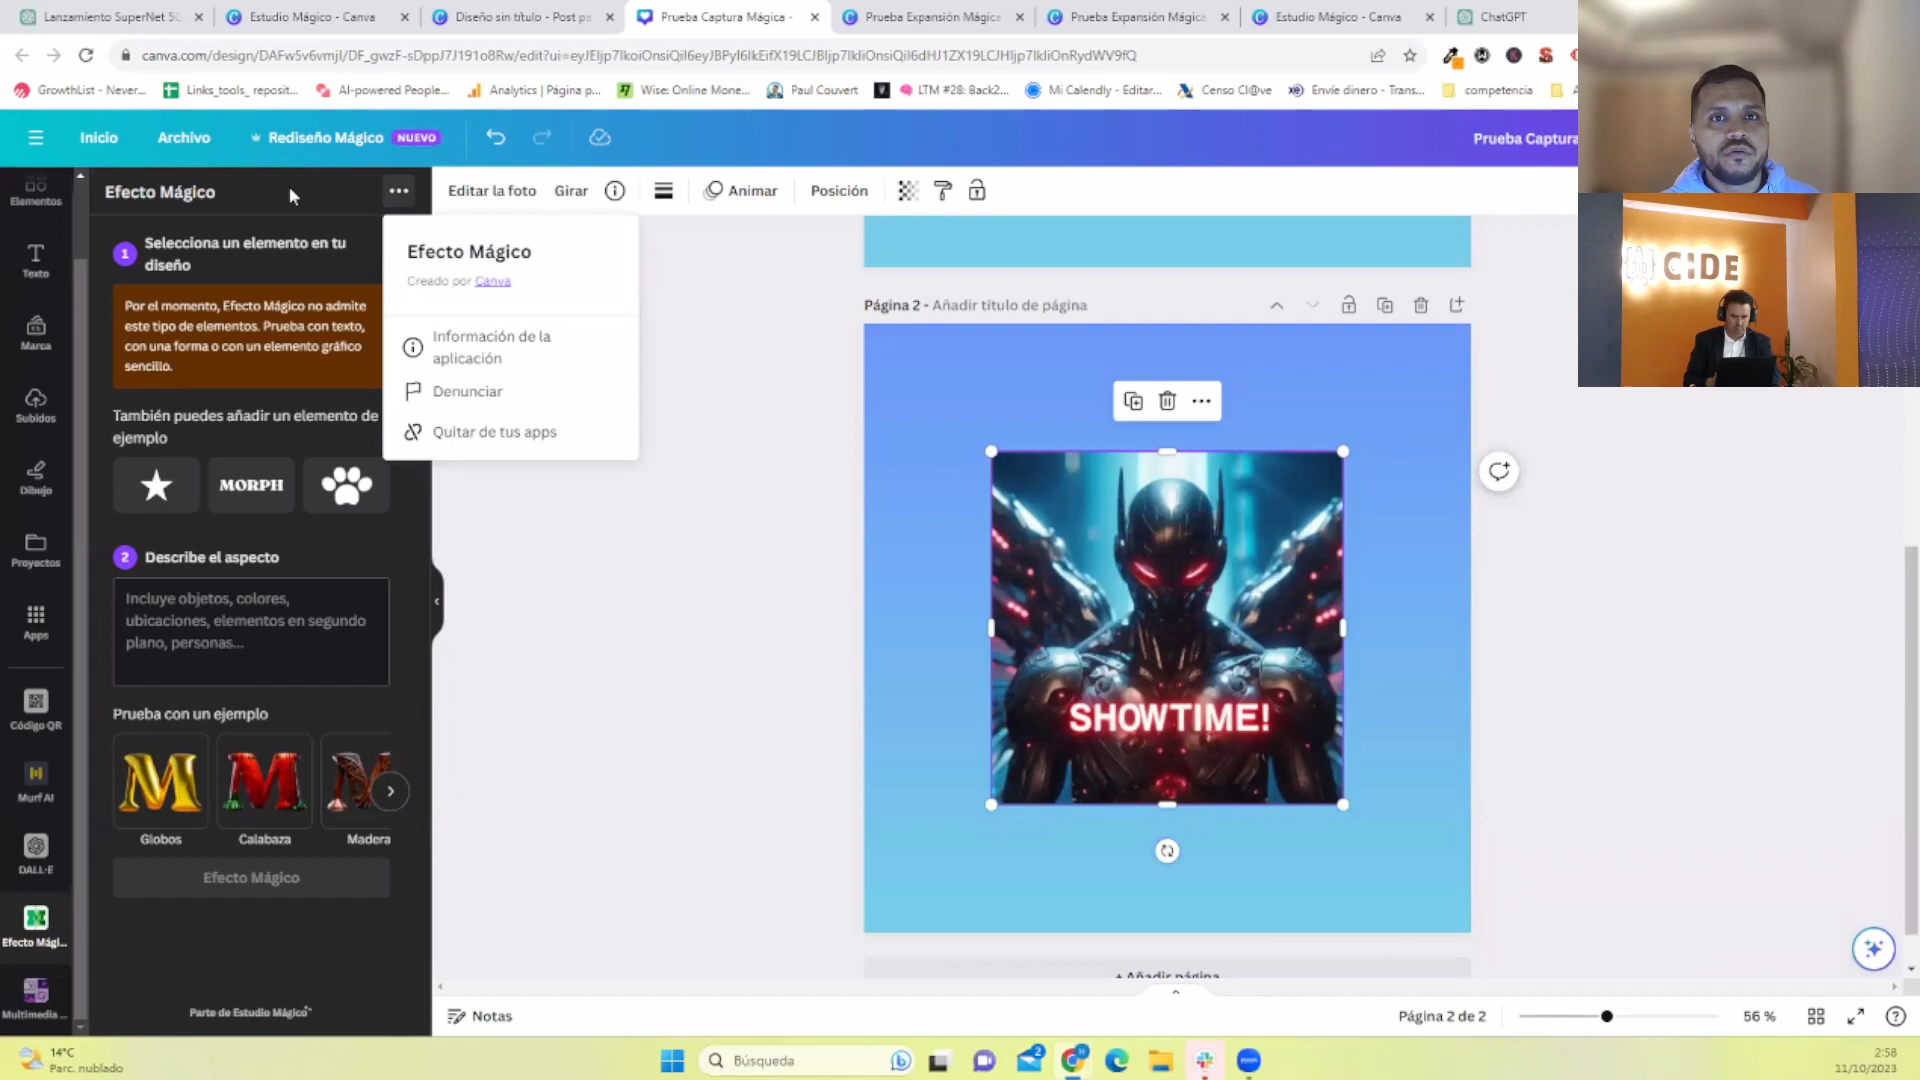 Lanzamiento SuperNet 5G
Estudio Mágico - Canva
Diseño sin título - Post pa
Prueba Captura Mágica -
Prueba Expansión Mágica
Prueba Expansión Mágica
Estudio Mágico - Canva
ChatGPT
GrowthList - Never...
Links_tools_ reposit...
AI-powered People...
Analytics | Página p...
Wise: Online Mone...
Paul Couvert
LTM #28: Back2...
Mi Calendly - Editar...
Censo Cl@ve
Envíe dinero - Trans...
competencia
Inicio
Archivo
Rediseño Mágico
NUEVO
Prueba Captura
Elementos
Texto
Marca
Subidos
Dibujo
Proyectos
Apps
Código QR
Murf AI
DALL·E
Efecto Mági...
Multimedia ...
Efecto Mágico
1
Selecciona un elemento en tu
diseño
Por el momento, Efecto Mágico no admite
este tipo de elementos. Prueba con texto,
con una forma o con un elemento gráfico
sencillo.
También puedes añadir un elemento de
ejemplo
MORPH
2
Describe el aspecto
Incluye objetos, colores,
ubicaciones, elementos en segundo
plano, personas...
Prueba con un ejemplo
M
M
Globos
Calabaza
Madera
Efecto Mágico
Parte de Estudio Mágico
Editar la foto
Girar
Animar
Posición
Efecto Mágico
Creado por Canva
Información de la
aplicación
Denunciar
Quitar de tus apps
Página 2 - Añadir título de página
SHOWTIME!
+ Añadir página
Notas
Página 2 de 2
56 %
CIDE
14°C
Parc. nublado
Búsqueda
2
2:58
11/10/2023